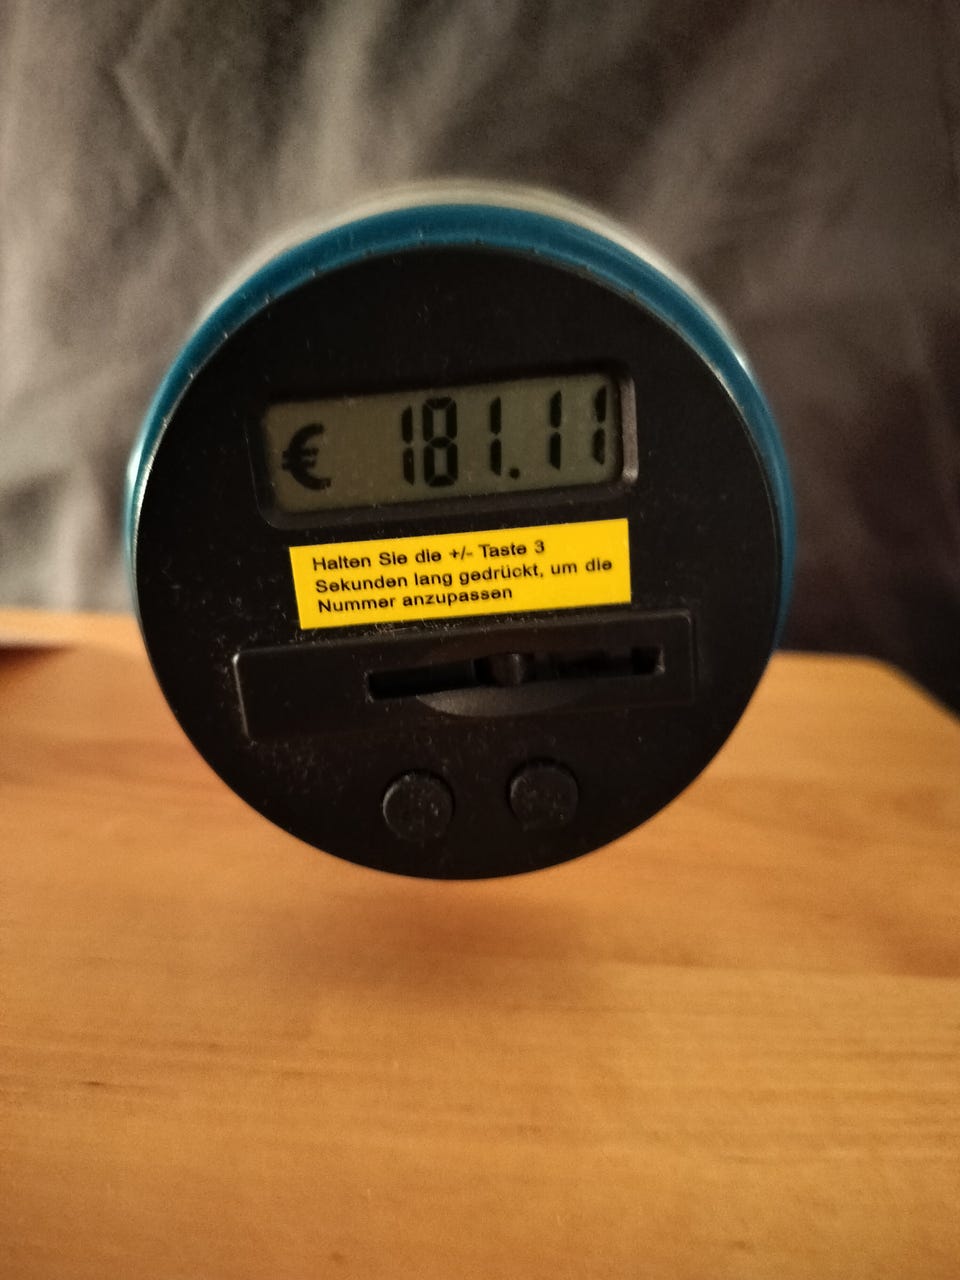 € 181.11
Halten Sie die +/- Taste 3
Sekunden lang gedrückt, um die
Nummer anzupassen